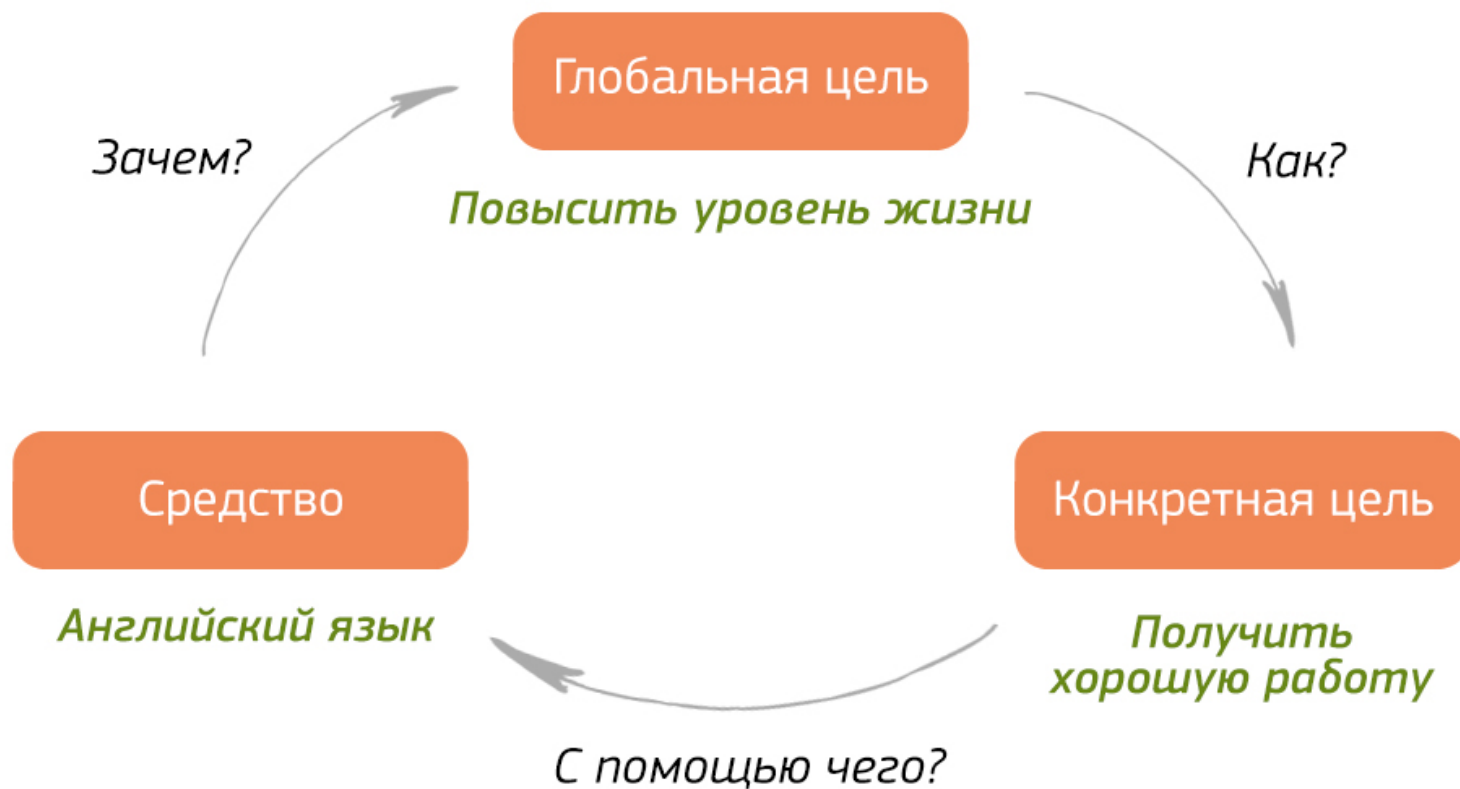 Глобальная цель
Зачем?
Как?
Повысить уровень жизни
Средство
Конкретная цель
Английский язык
Получить
хорошую работу
С помощью чего?